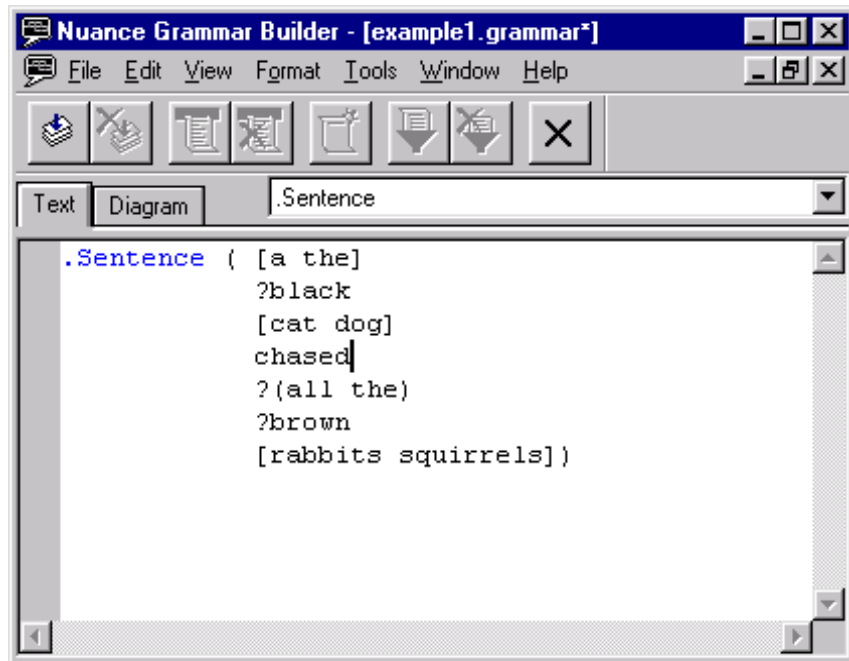 Nuance Grammar Builder - [example1.grammar*]
File Edit View Format Tools Window Help
Text Diagram .Sentence
.Sentence ( [a the]
?black
[cat dog]
chased
?(all the)
?brown
[rabbits squirrels])